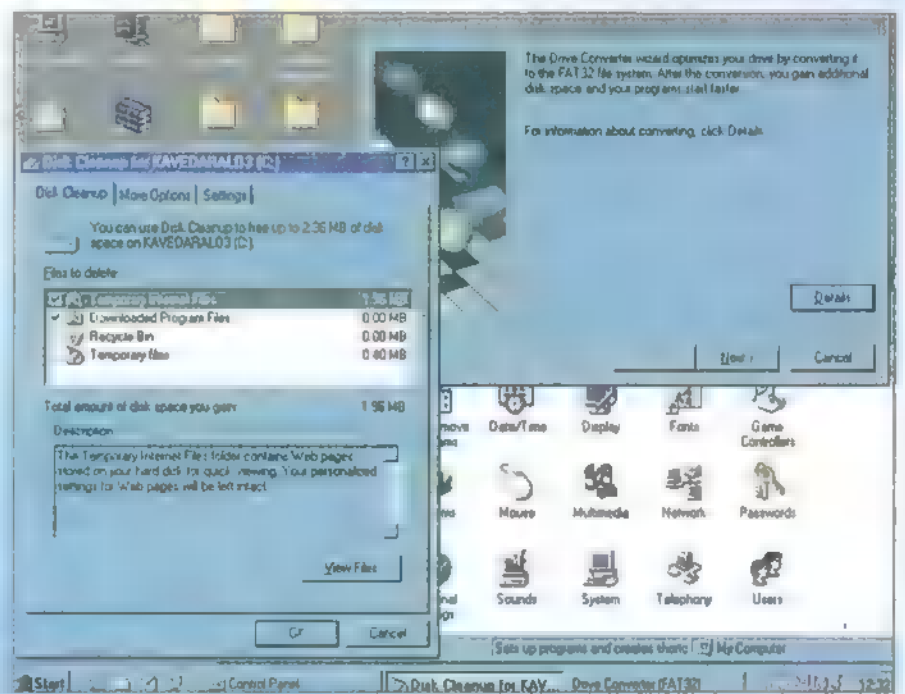 The Drive Converter wizard optimizes your drive by converting it
to the FAT32 file system. After the conversion, you gain additional
disk space and your programs start faster.
For information about converting, click Details.
Details
Next >
Cancel
Disk Cleanup for KAVEDARAL03 (C:)
Disk Cleanup
More Options
Settings
You can use Disk Cleanup to free up to 2.36 MB of disk
space on KAVEDARAL03 (C:).
Files to delete:
Temporary Internet Files 1.96 MB
Downloaded Program Files 0.00 MB
Recycle Bin 0.00 MB
Temporary files 0.40 MB
Total amount of disk space you gain: 1.96 MB
Description
The Temporary Internet Files folder contains Web pages
stored on your hard disk for quick viewing. Your personalized
settings for Web pages will be left intact.
View Files
OK
Cancel
Date/Time
Display
Fonts
Game
Controllers
Mouse
Multimedia
Network
Passwords
Sounds
System
Telephony
Users
Sets up programs and creates short
My Computer
Start
Control Panel
Disk Cleanup for KAV...
Drive Converter (FAT32)
12:32